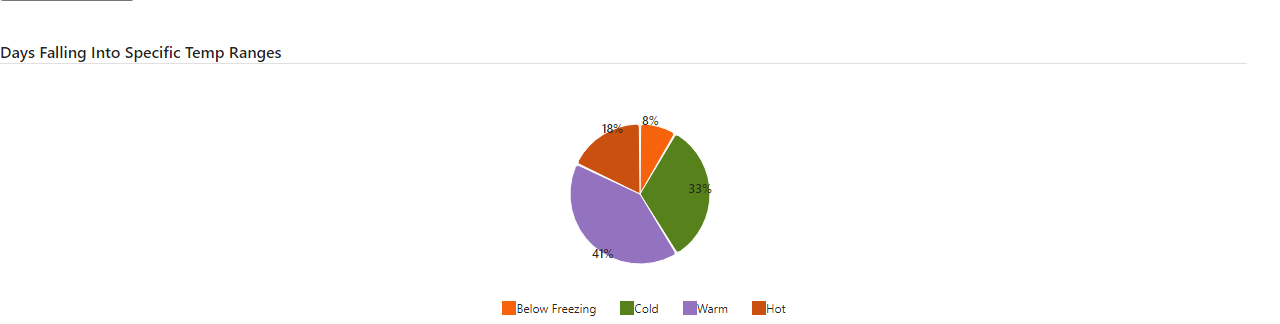 Days Falling Into Specific Temp Ranges
8%
18%
33%
41%
Below Freezing
Cold
Warm
Hot